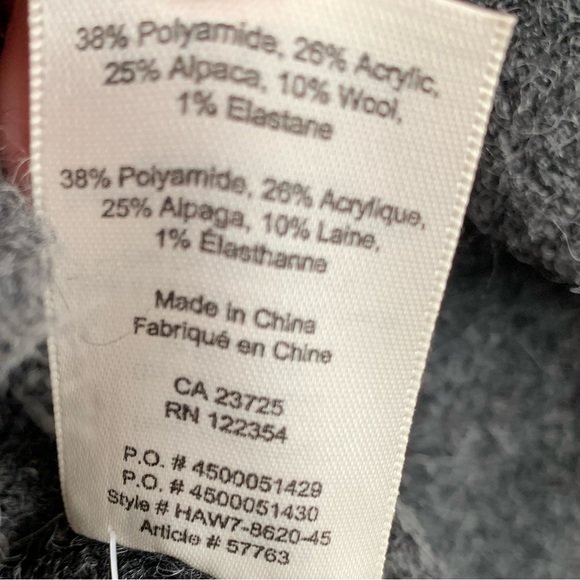 38% Polyamide, 26% Acrylic,
25% Alpaca, 10% Wool,
1% Elastane
38% Polyamide, 26% Acrylique,
25% Alpaga, 10% Laine,
1% Élasthanne
Made in China
Fabriqué en Chine
CA 23725
RN 122354
P.O. # 4500051429
P.O. # 4500051430
Style # HAW7-8620-45
Article # 57763